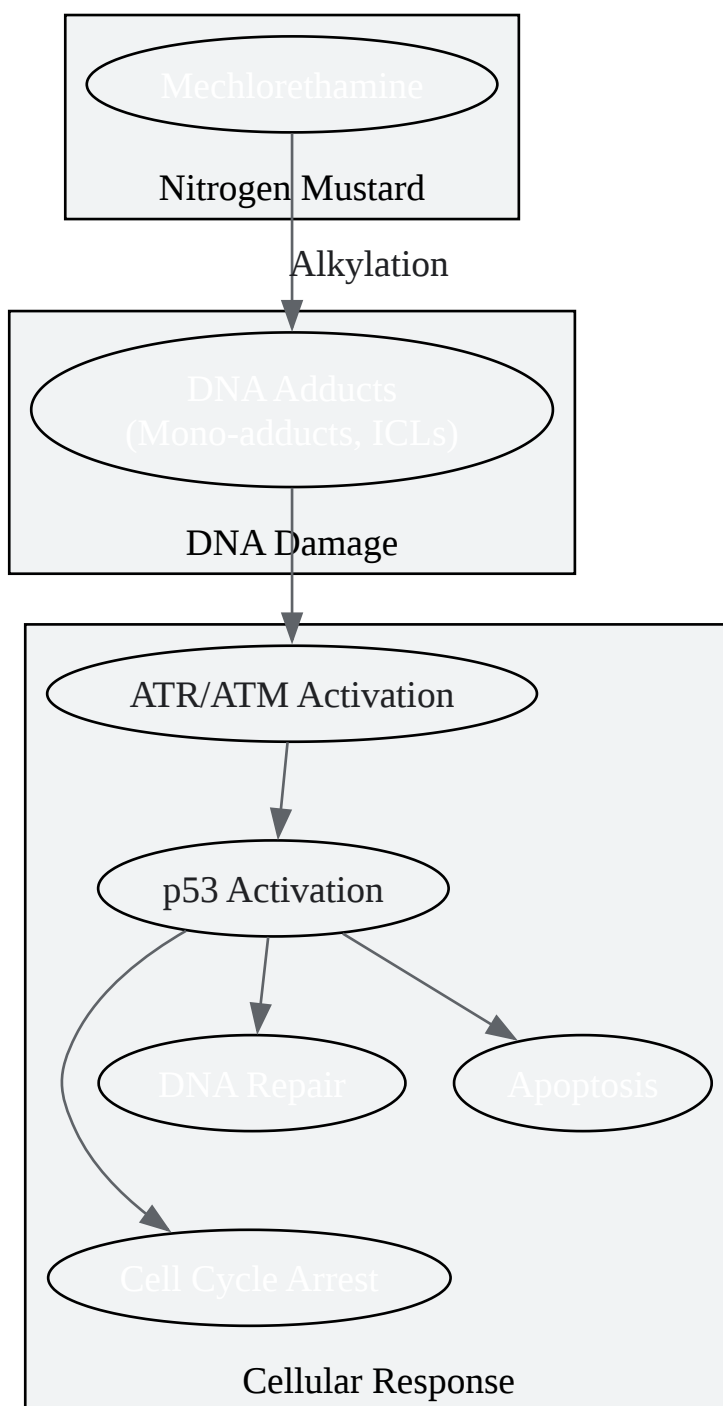 Mechlorethamine
Nitrogen Mustard
Alkylation
DNA Adducts
(Mono-adducts, ICLs)
DNA Damage
ATR/ATM Activation
p53 Activation
DNA Repair
Apoptosis
Cell Cycle Arrest
Cellular Response